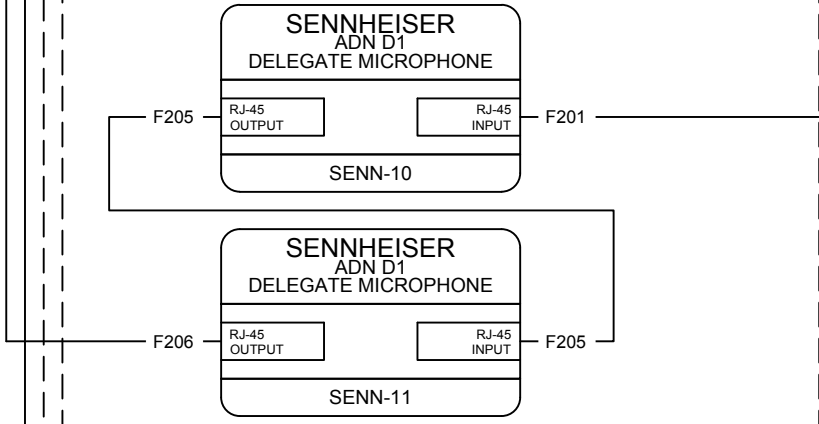 SENNHEISER
ADN D1
DELEGATE MICROPHONE
F205
RJ-45
OUTPUT
RJ-45
INPUT
F201
SENN-10
SENNHEISER
ADN D1
DELEGATE MICROPHONE
F206
RJ-45
OUTPUT
RJ-45
INPUT
F205
SENN-11